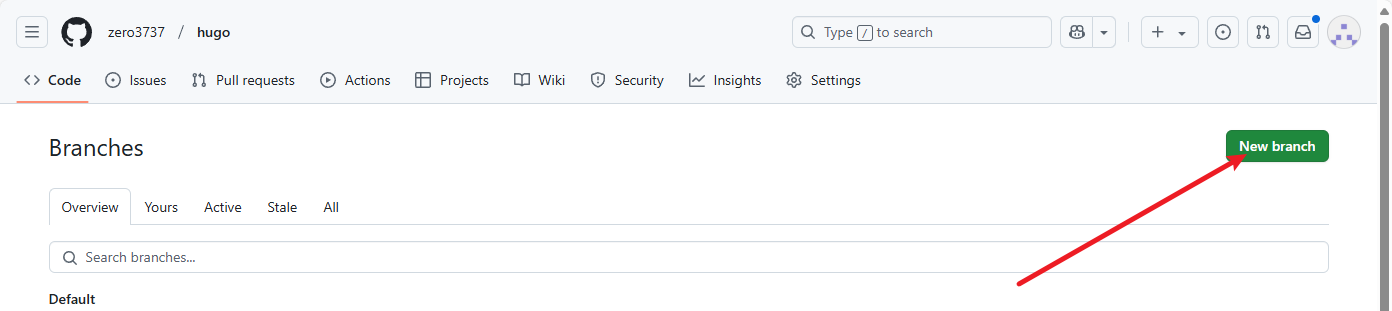 zero3737 / hugo
Type / to search
Code Issues Pull requests Actions Projects Wiki Security Insights Settings
Branches
New branch
Overview Yours Active Stale All
Search branches...
Default